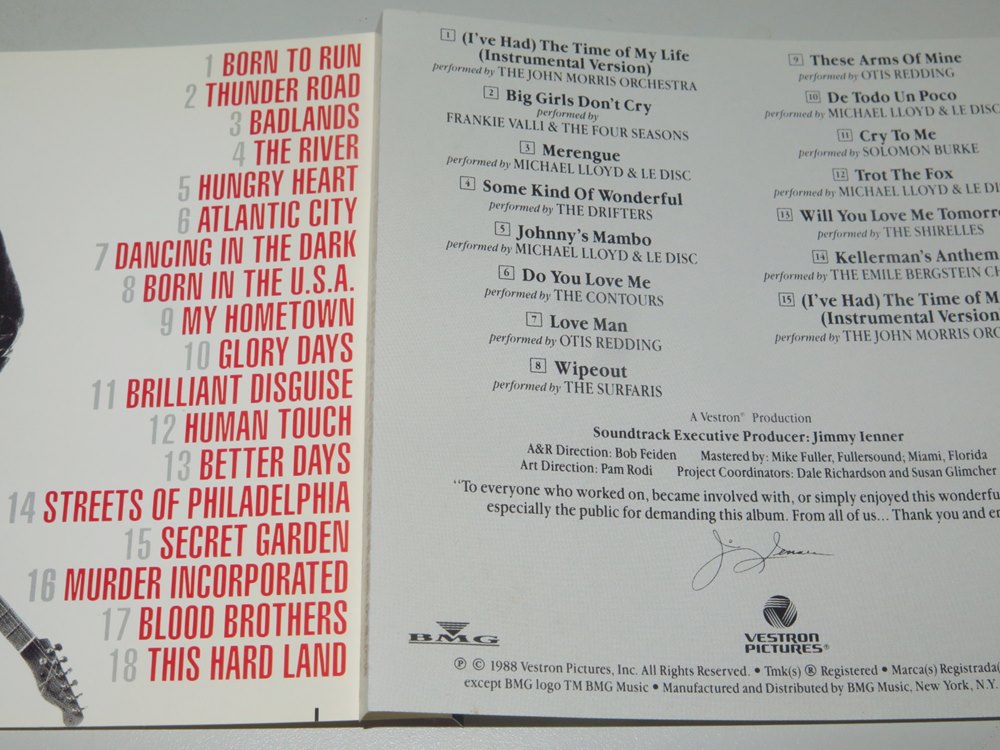 1 BORN TO RUN
2 THUNDER ROAD
3 BADLANDS
4 THE RIVER
5 HUNGRY HEART
6 ATLANTIC CITY
7 DANCING IN THE DARK
8 BORN IN THE U.S.A.
9 MY HOMETOWN
10 GLORY DAYS
11 BRILLIANT DISGUISE
12 HUMAN TOUCH
13 BETTER DAYS
14 STREETS OF PHILADELPHIA
15 SECRET GARDEN
16 MURDER INCORPORATED
17 BLOOD BROTHERS
18 THIS HARD LAND
1 (I've Had) The Time of My Life
(Instrumental Version)
performed by THE JOHN MORRIS ORCHESTRA
2 Big Girls Don't Cry
performed by
FRANKIE VALLI & THE FOUR SEASONS
3 Merengue
performed by MICHAEL LLOYD & LE DISC
4 Some Kind Of Wonderful
performed by THE DRIFTERS
5 Johnny's Mambo
performed by MICHAEL LLOYD & LE DISC
6 Do You Love Me
performed by THE CONTOURS
7 Love Man
performed by OTIS REDDING
8 Wipeout
performed by THE SURFARIS
9 These Arms Of Mine
performed by OTIS REDDING
10 De Todo Un Poco
performed by MICHAEL LLOYD & LE DISC
11 Cry To Me
performed by SOLOMON BURKE
12 Trot The Fox
performed by MICHAEL LLOYD & LE DI
13 Will You Love Me Tomorr
performed by THE SHIRELLES
14 Kellerman's Anthem
performed by THE EMILE BERGSTEIN CH
15 (I've Had) The Time of M
(Instrumental Version
performed by THE JOHN MORRIS ORC
A Vestron® Production
Soundtrack Executive Producer: Jimmy Ienner
A&R Direction: Bob Feiden Mastered by: Mike Fuller, Fullersound; Miami, Florida
Art Direction: Pam Rodi Project Coordinators: Dale Richardson and Susan Glimcher
"To everyone who worked on, became involved with, or simply enjoyed this wonderfu
especially the public for demanding this album. From all of us... Thank you and en
BMG
VESTRON
PICTURES®
℗ © 1988 Vestron Pictures, Inc. All Rights Reserved. • Tmk(s) ® Registered • Marca(s) Registrada(
except BMG logo TM BMG Music • Manufactured and Distributed by BMG Music, New York, N.Y.